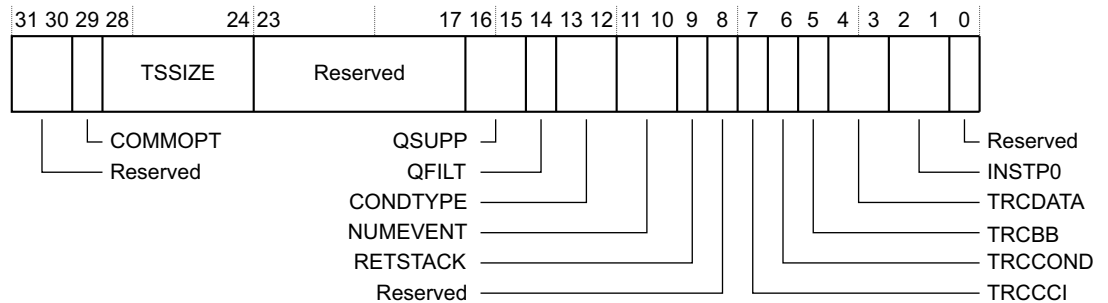 31 30 29 28 24 23 17 16 15 14 13 12 11 10 9 8 7 6 5 4 3 2 1 0
TSSIZE Reserved
COMMOPT QSUPP Reserved
Reserved QFILT INSTP0
CONDTYPE TRCDATA
NUMEVENT TRCBB
RETSTACK TRCCOND
Reserved TRCCCI